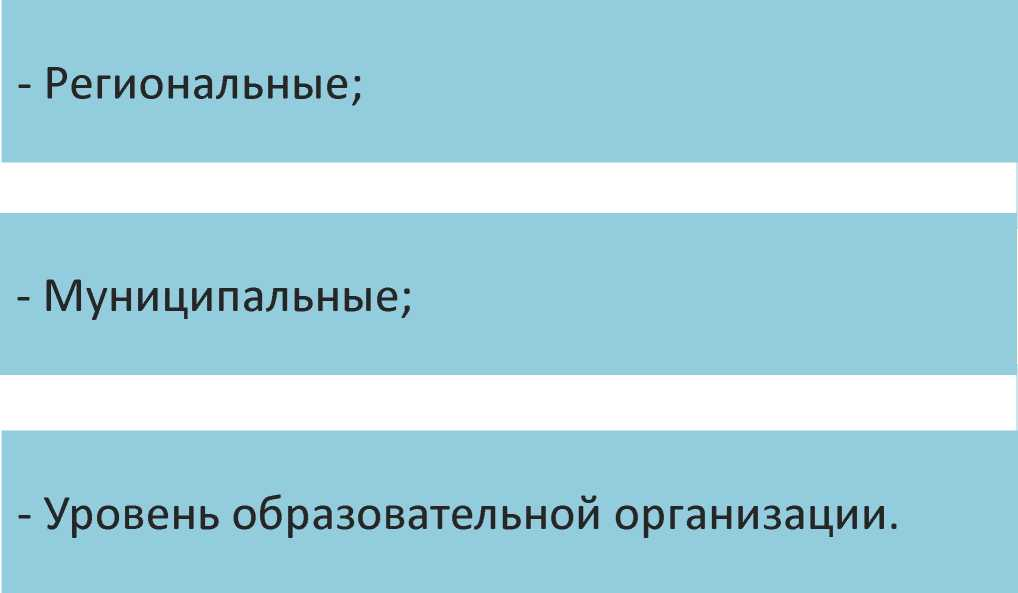 - Региональные;
- Муниципальные;
- Уровень образовательной организации.